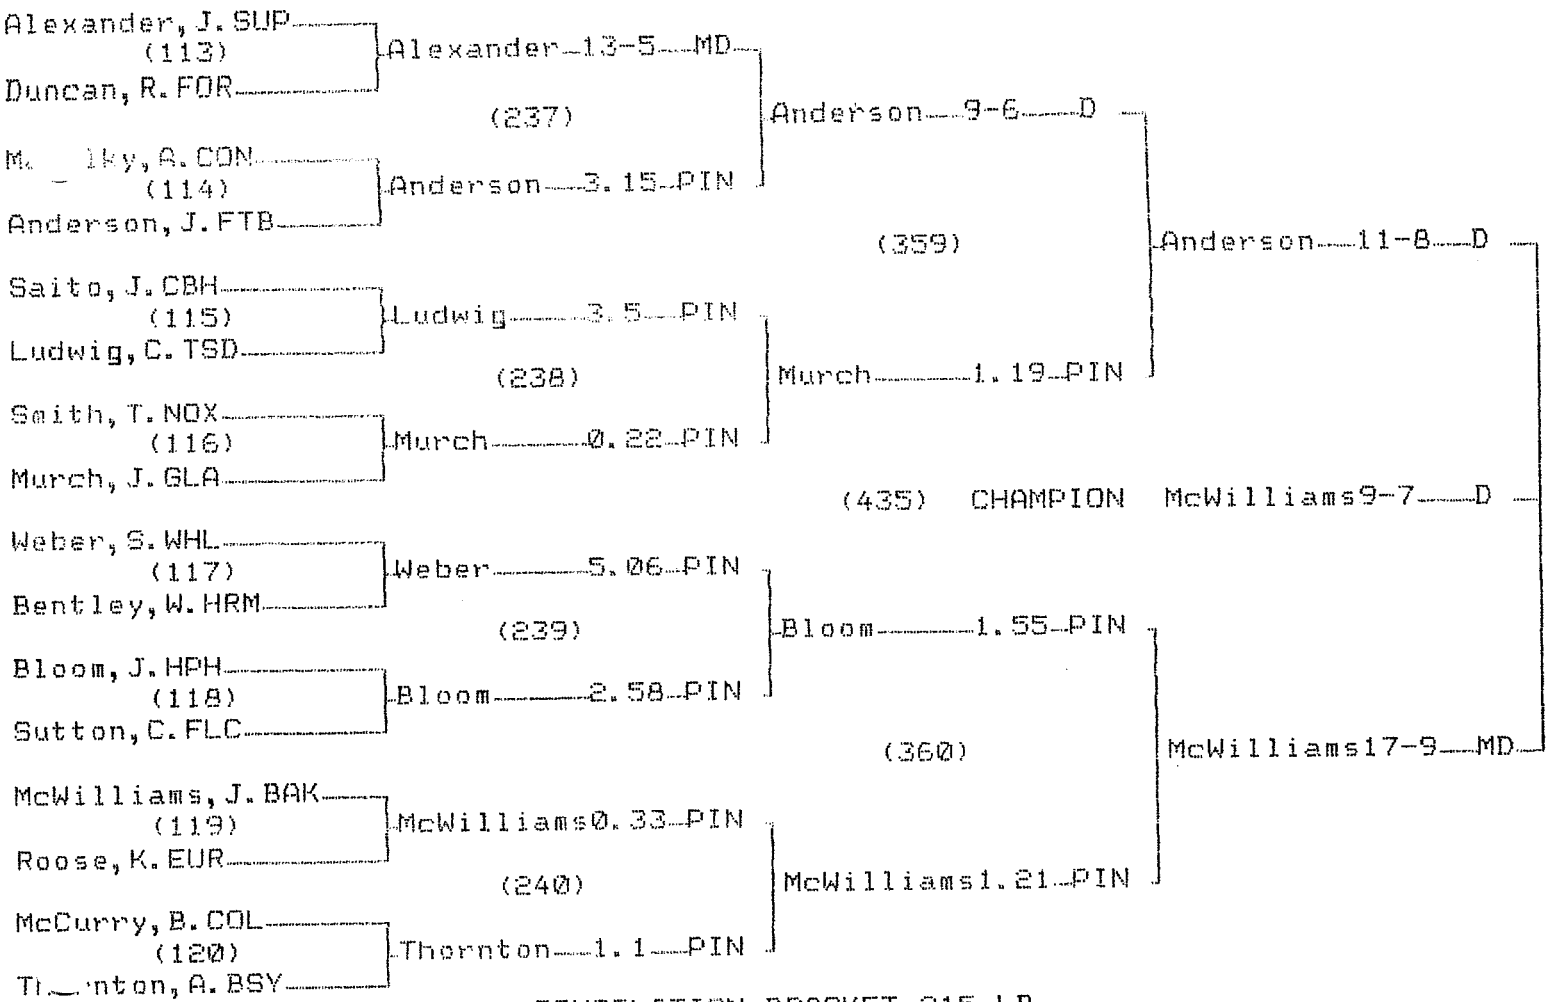 Alexander, J. SUP
(113)
Alexander 13-5 MD
Duncan, R. FOR
(237)
Anderson 9-6 D
A. CON
(114)
Anderson 3.15 PIN
Anderson, J. FTB
(359)
Anderson 11-8 D
Saito, J. CBH
(115)
Ludwig 3.5 PIN
Ludwig, C. TSD
(238)
Murch 1.19 PIN
Smith, T. NOX
(116)
Murch 0.22 PIN
Murch, J. GLA
(435) CHAMPION McWilliams9-7 D
Weber, S. WHL
(117)
Weber 5.06 PIN
Bentley, W. HRM
(239)
Bloom 1.55 PIN
Bloom, J. HPH
(118)
Bloom 2.58 PIN
Sutton, C. FLC
(360)
McWilliams17-9 MD
McWilliams, J. BAK
(119)
McWilliams0.33 PIN
Roose, K. EUR
(240)
McWilliams1.21 PIN
McCurry, B. COL
(120)
Thornton 1.1 PIN
A. BSY
BRACKET